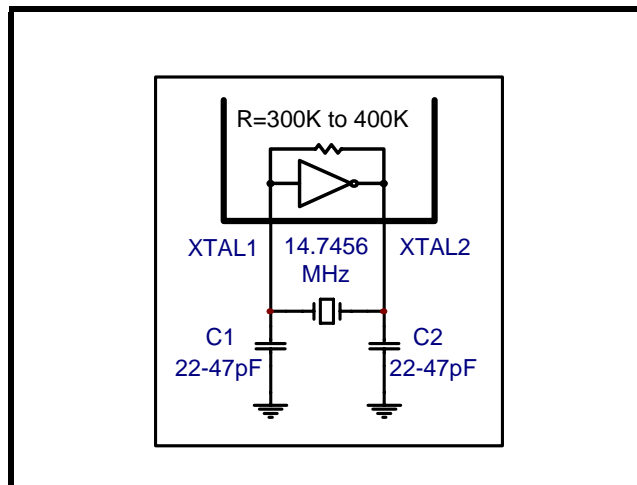 R=300K to 400K
XTAL1
14.7456
MHz
XTAL2
C1
22-47pF
C2
22-47pF